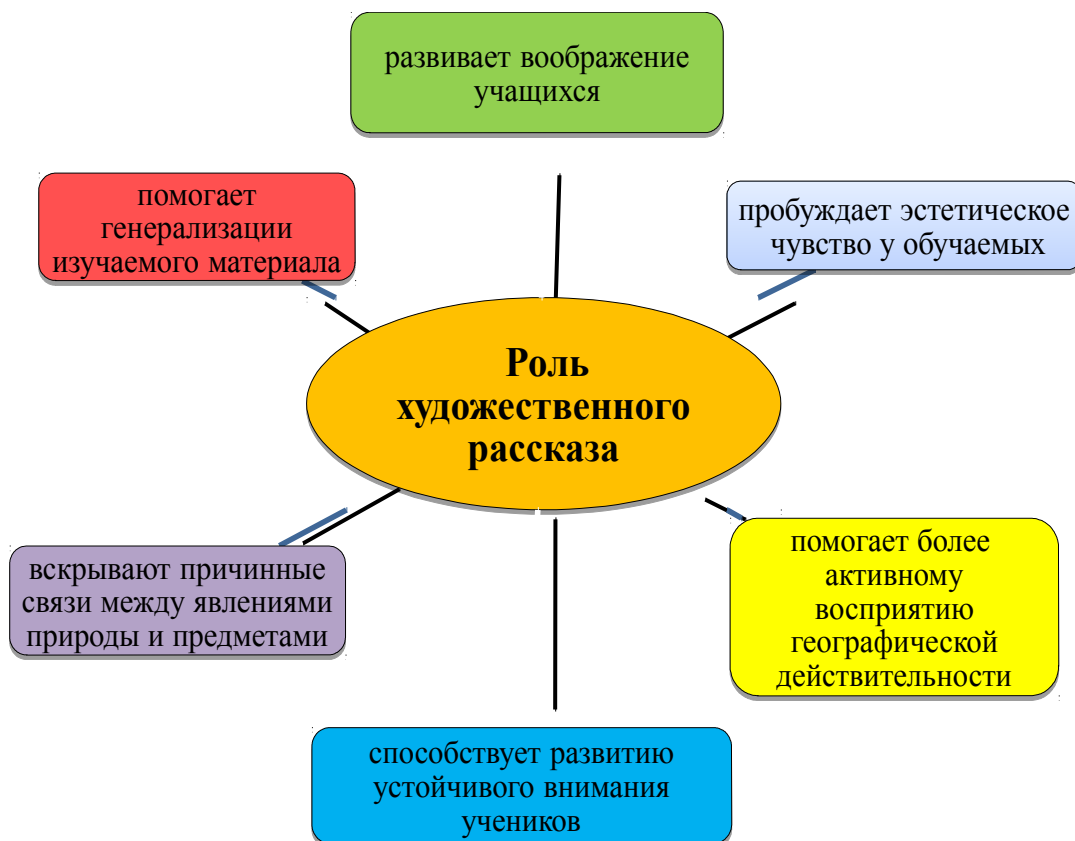 развивает воображение
учащихся
помогает
генерализации
изучаемого материала
пробуждает эстетическое
чувство у обучаемых
Роль
художественного
рассказа
вскрывают причинные
связи между явлениями
природы и предметами
помогает более
активному
восприятию
географической
действительности
способствует развитию
устойчивого внимания
учеников